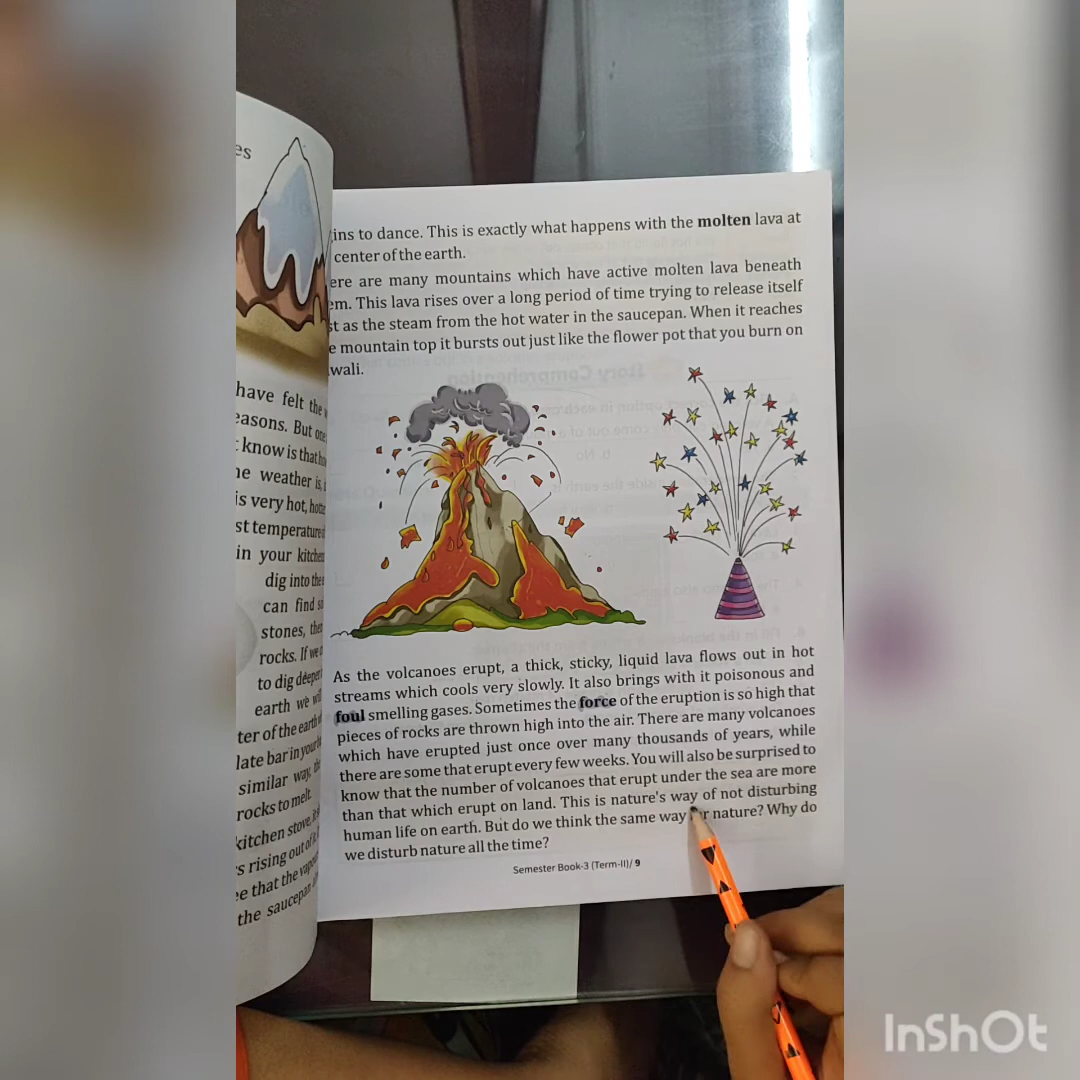 es
have felt the
easons. But one
know is that
he weather is,
is very hot,
st temperature
in your kitchen
dig into the
can find
stones, then
rocks. If we
to dig deeper
earth we will
ter of the earth
late bar in your
similar way,
rocks to melt.
kitchen stove,
s rising out of
ee that the
the saucepan
ins to dance. This is exactly what happens with the molten lava at
center of the earth.
ere are many mountains which have active molten lava beneath
em. This lava rises over a long period of time trying to release itself
st as the steam from the hot water in the saucepan. When it reaches
e mountain top it bursts out just like the flower pot that you burn on
wali.
As the volcanoes erupt, a thick, sticky, liquid lava flows out in hot
streams which cools very slowly. It also brings with it poisonous and
foul smelling gases. Sometimes the force of the eruption is so high that
pieces of rocks are thrown high into the air. There are many volcanoes
which have erupted just once over many thousands of years, while
there are some that erupt every few weeks. You will also be surprised to
know that the number of volcanoes that erupt under the sea are more
than that which erupt on land. This is nature's way of not disturbing
human life on earth. But do we think the same way for nature? Why do
we disturb nature all the time?
Semester Book-3 (Term-II)/ 9
InShOt